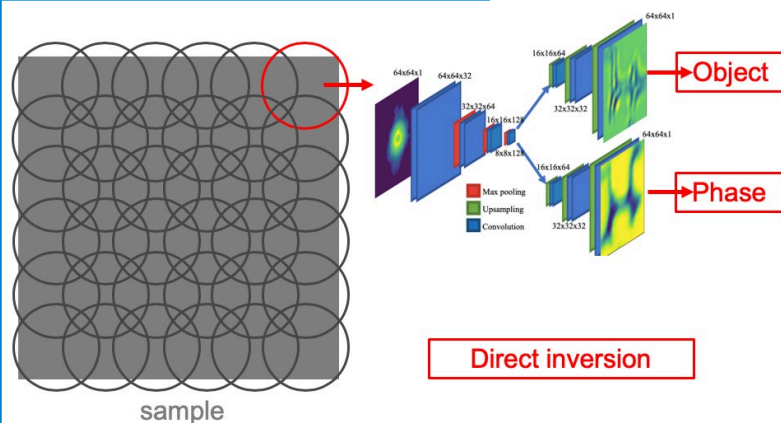 64x64x1
64x64x1
64x64x32
16x16x64
32x32x64
16x16x128
8x8x128
32x32x32
Object
64x64x1
16x16x64
Max pooling
Upsampling
Convolution
32x32x32
Phase
Direct inversion
sample